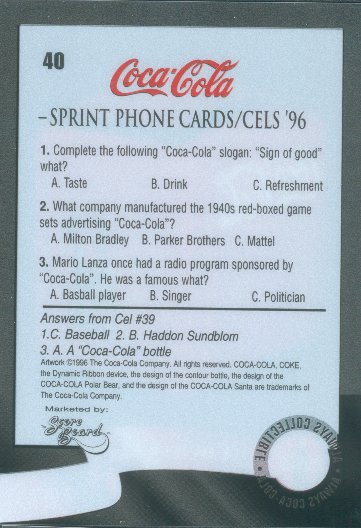 40
Coca-Cola
–SPRINT PHONE CARDS/CELS '96
1. Complete the following "Coca-Cola" slogan: "Sign of good"
what?
A. Taste B. Drink C. Refreshment
2. What company manufactured the 1940s red-boxed game
sets advertising "Coca-Cola"?
A. Milton Bradley B. Parker Brothers C. Mattel
3. Mario Lanza once had a radio program sponsored by
"Coca-Cola". He was a famous what?
A. Basball player B. Singer C. Politician
Answers from Cel #39
1.C. Baseball 2. B. Haddon Sundblom
3. A. A "Coca-Cola" bottle
Artwork ©1996 The Coca-Cola Company. All rights reserved. COCA-COLA, COKE,
the Dynamic Ribbon device, the design of the contour bottle, the design of the
COCA-COLA Polar Bear, and the design of the COCA-COLA Santa are trademarks of
The Coca-Cola Company.
Marketed by:
Score
Board
ALWAYS COLLECTIBLE
ALWAYS COCA-COLA